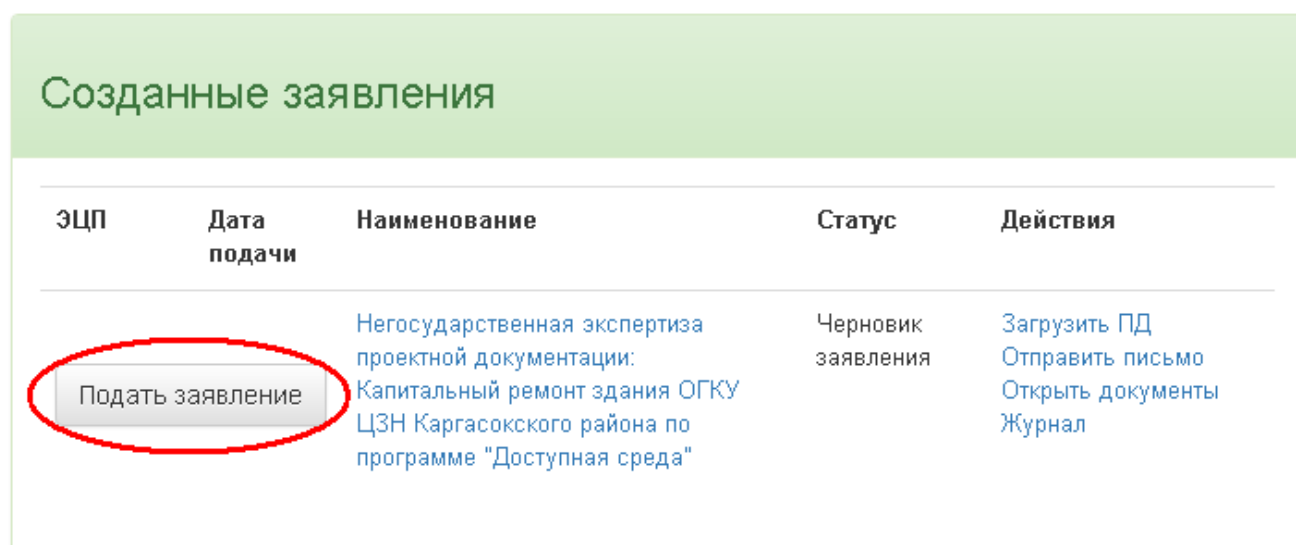 Созданные заявления
ЭЦП
Дата
подачи
Наименование
Статус
Действия
Подать заявление
Негосударственная экспертиза
проектной документации:
Капитальный ремонт здания ОГКУ
ЦЗН Каргасокского района по
программе "Доступная среда"
Черновик
заявления
Загрузить ПД
Отправить письмо
Открыть документы
Журнал